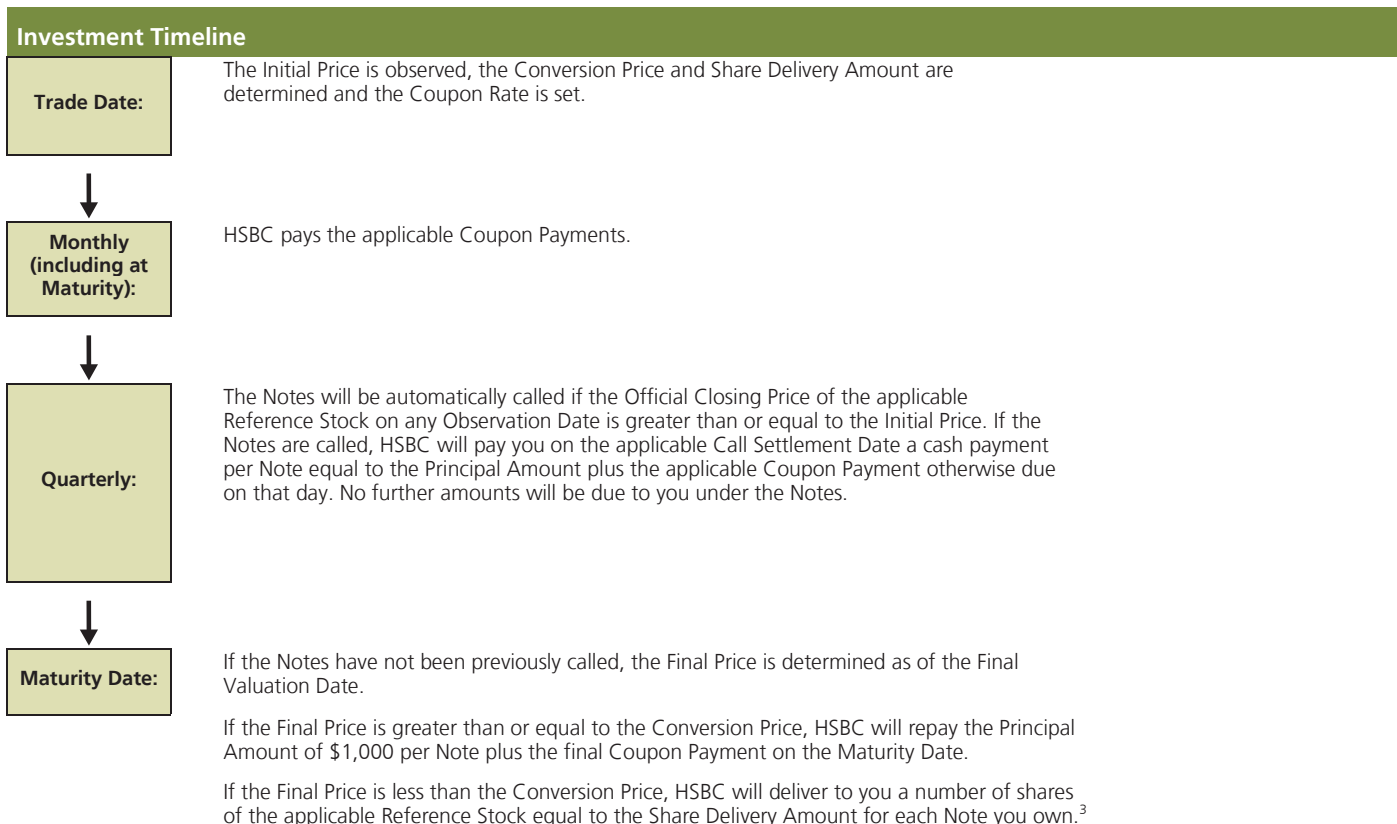 Investment Timeline
Trade Date:
The Initial Price is observed, the Conversion Price and Share Delivery Amount are
determined and the Coupon Rate is set.
Monthly
(including at
Maturity):
HSBC pays the applicable Coupon Payments.
Quarterly:
The Notes will be automatically called if the Official Closing Price of the applicable
Reference Stock on any Observation Date is greater than or equal to the Initial Price. If the
Notes are called, HSBC will pay you on the applicable Call Settlement Date a cash payment
per Note equal to the Principal Amount plus the applicable Coupon Payment otherwise due
on that day. No further amounts will be due to you under the Notes.
Maturity Date:
If the Notes have not been previously called, the Final Price is determined as of the Final
Valuation Date.
If the Final Price is greater than or equal to the Conversion Price, HSBC will repay the Principal
Amount of $1,000 per Note plus the final Coupon Payment on the Maturity Date.
If the Final Price is less than the Conversion Price, HSBC will deliver to you a number of shares
of the applicable Reference Stock equal to the Share Delivery Amount for each Note you own.³